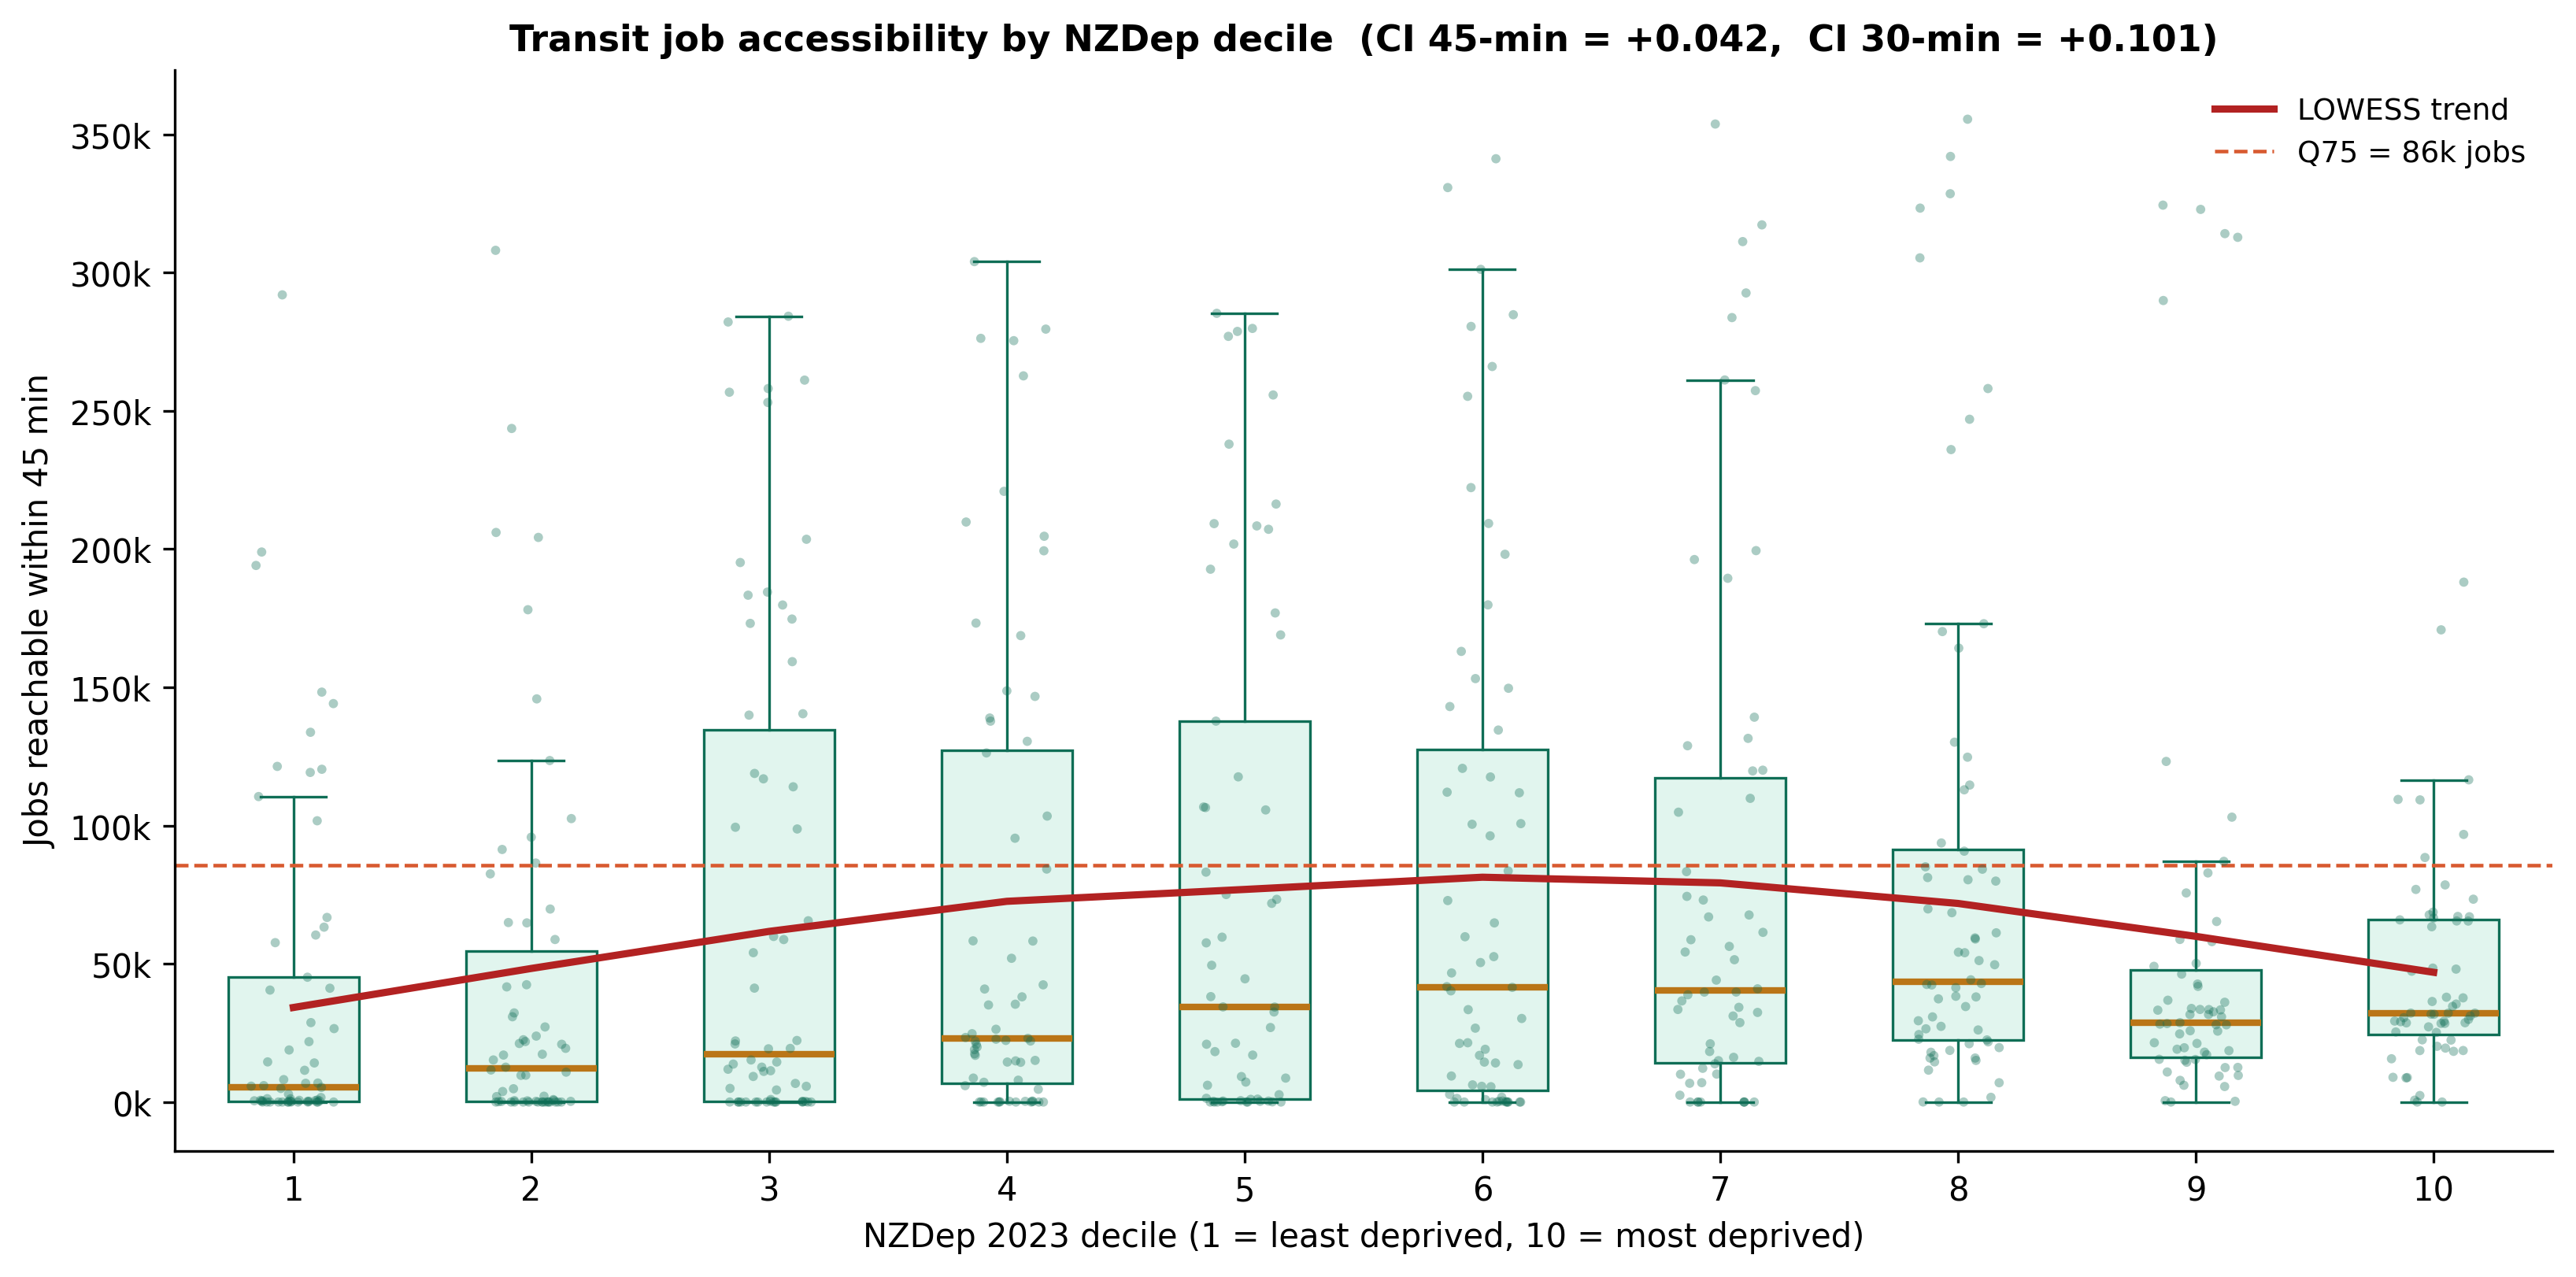 Transit job accessibility by NZDep decile  (CI 45-min = +0.042,  CI 30-min = +0.101)
LOWESS trend
Q75 = 86k jobs
Jobs reachable within 45 min
350k
300k
250k
200k
150k
100k
50k
0k
1 2 3 4 5 6 7 8 9 10
NZDep 2023 decile (1 = least deprived, 10 = most deprived)